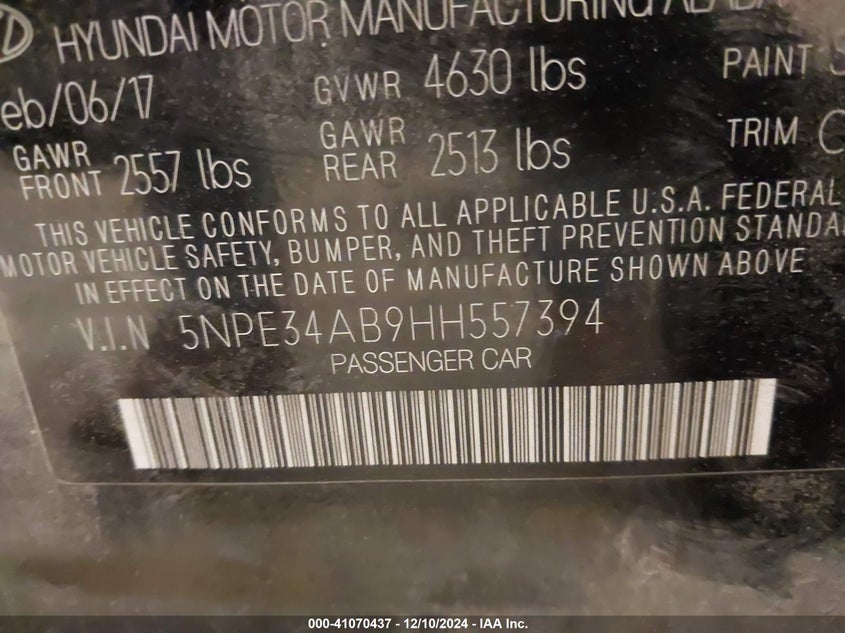 HYUNDAI MOTOR MANUFACTURING
eb/06/17 GVWR 4630 lbs PAINT
GAWR FRONT 2557 lbs GAWR REAR 2513 lbs TRIM
THIS VEHICLE CONFORMS TO ALL APPLICABLE U.S.A. FEDERAL
MOTOR VEHICLE SAFETY, BUMPER, AND THEFT PREVENTION STANDA
IN EFFECT ON THE DATE OF MANUFACTURE SHOWN ABOVE
V.I.N 5NPE34AB9HH557394
PASSENGER CAR
000-41070437 - 12/10/2024 - IAA Inc.